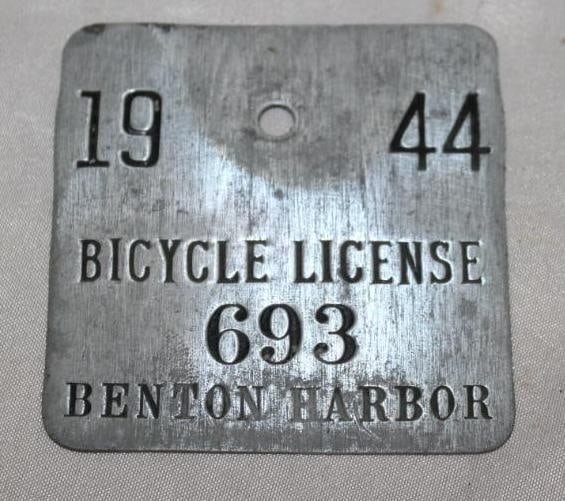 19 44
BICYCLE LICENSE
693
BENTON HARBOR